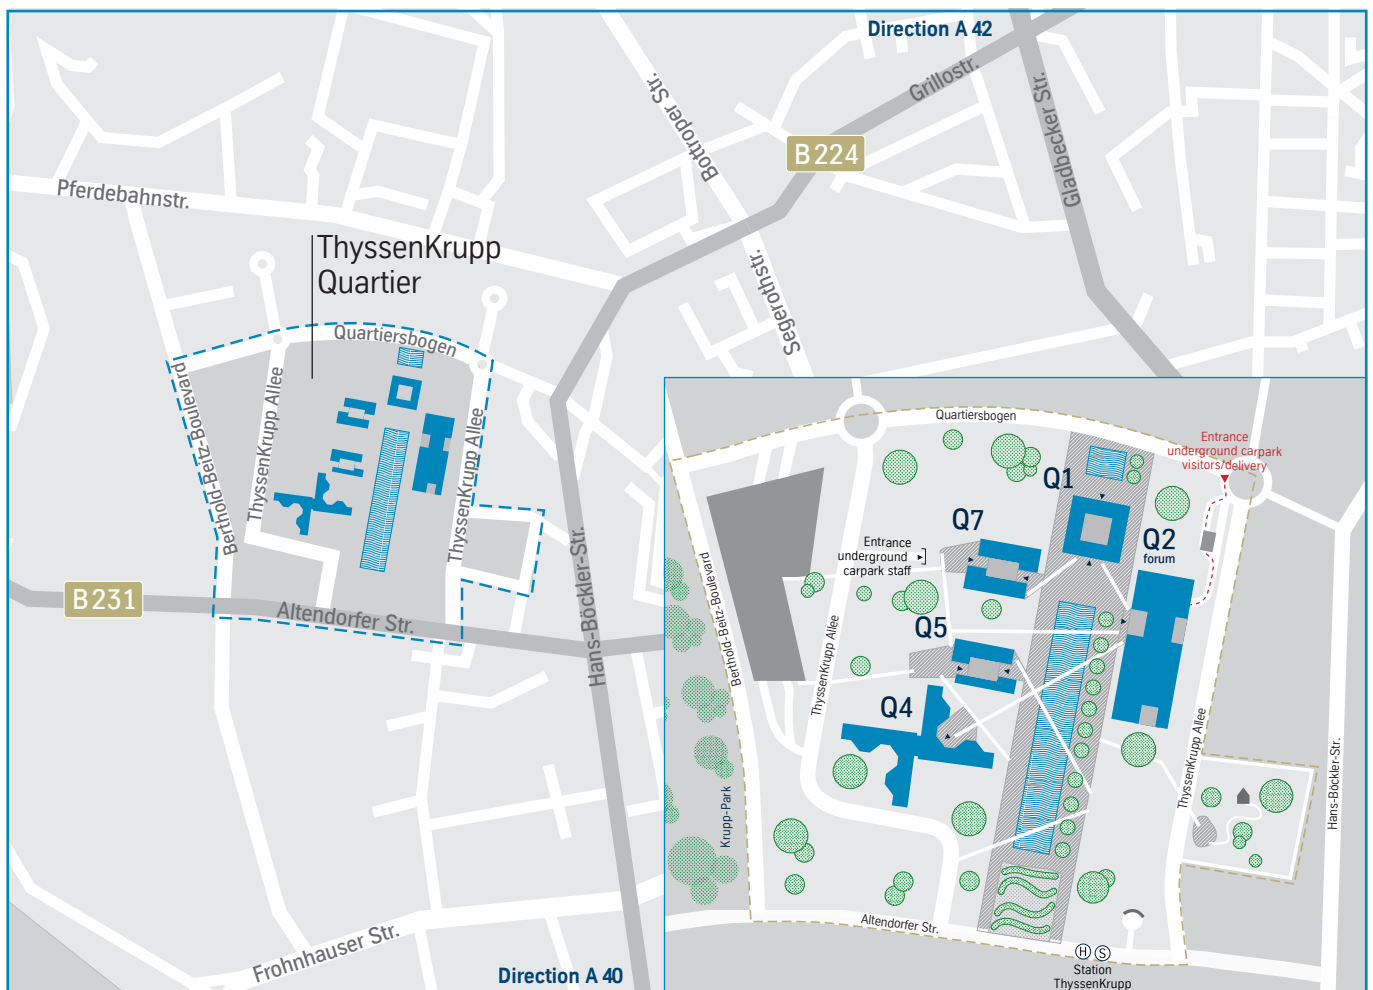 Direction A 42
Grillostr.
Bottroper Str.
Gladbecker Str.
B 224
Pferdebahnstr.
ThyssenKrupp
Quartier
Segerothstr.
Quartiersbogen
Berthold-Beitz-Boulevard
ThyssenKrupp Allee
ThyssenKrupp Allee
Hans-Böckler-Str.
B 231
Altendorfer Str.
Frohnhauser Str.
Direction A 40
Quartiersbogen
Entrance
underground carpark
visitors/delivery
Q1
Q7
Q2
forum
Entrance
underground
carpark staff
Q5
Q4
Berthold-Beitz-Boulevard
ThyssenKrupp Allee
ThyssenKrupp Allee
Krupp-Park
Hans-Böckler-Str.
Altendorfer Str.
H S
Station
ThyssenKrupp